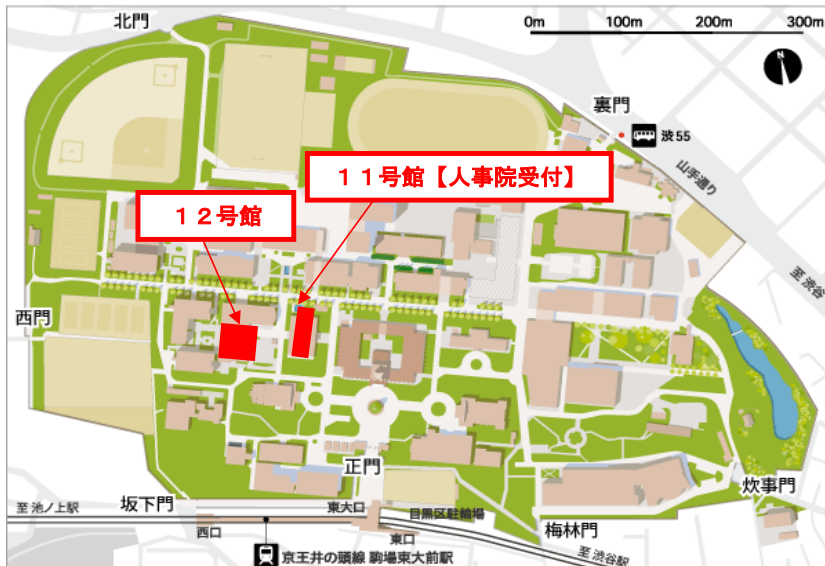 北門
0m 100m 200m 300m
N
裏門
渋55
山手通り
11号館【人事院受付】
12号館
至 渋谷
西門
正門
炊事門
坂下門
至 池ノ上駅
東大口
目黒区駐輪場
西口
東口
梅林門
至 渋谷駅
京王井の頭線 駒場東大前駅